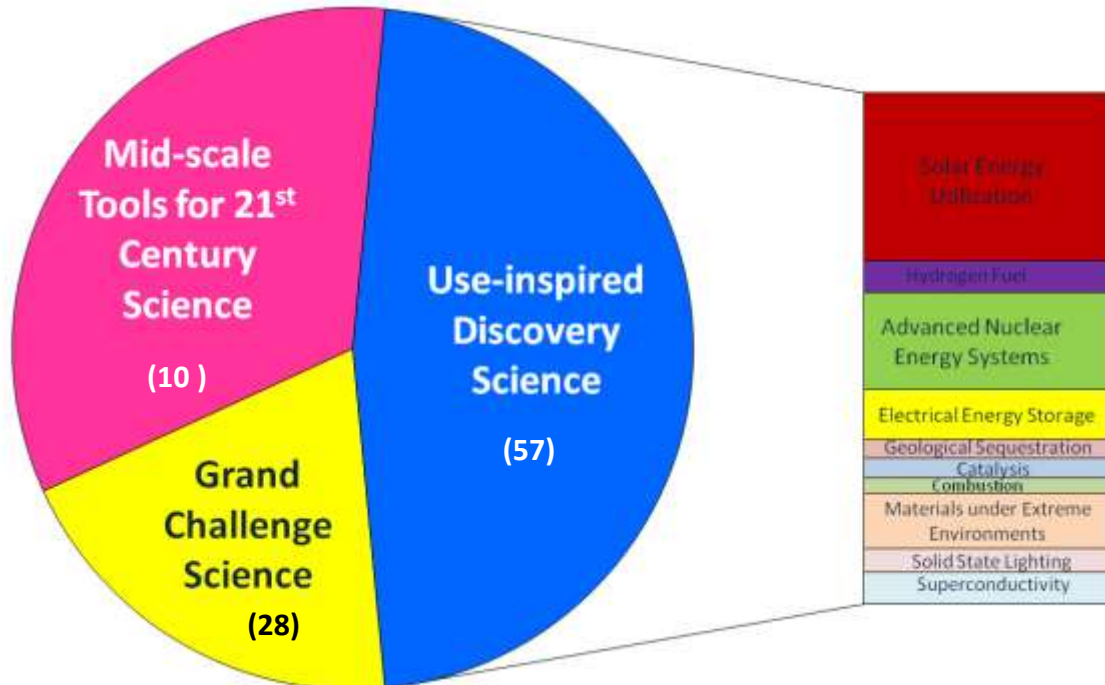 Mid-scale
Tools for 21st
Century
Science
(10 )
Use-inspired
Discovery
Science
(57)
Grand
Challenge
Science
(28)
Solar Energy
Utilization
Hydrogen Fuel
Advanced Nuclear
Energy Systems
Electrical Energy Storage
Geological Sequestration
Catalysis
Combustion
Materials under Extreme
Environments
Solid State Lighting
Superconductivity